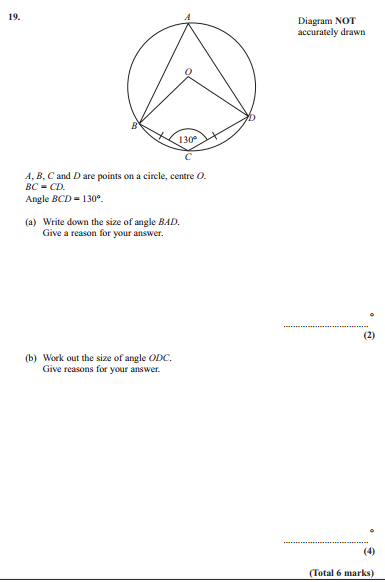 19.
Diagram NOT
accurately drawn
A
O
B
D
130°
C
A, B, C and D are points on a circle, centre O.
BC = CD.
Angle BCD = 130°.
(a) Write down the size of angle BAD.
Give a reason for your answer.
.................................. °
(2)
(b) Work out the size of angle ODC.
Give reasons for your answer.
.................................. °
(4)
(Total 6 marks)